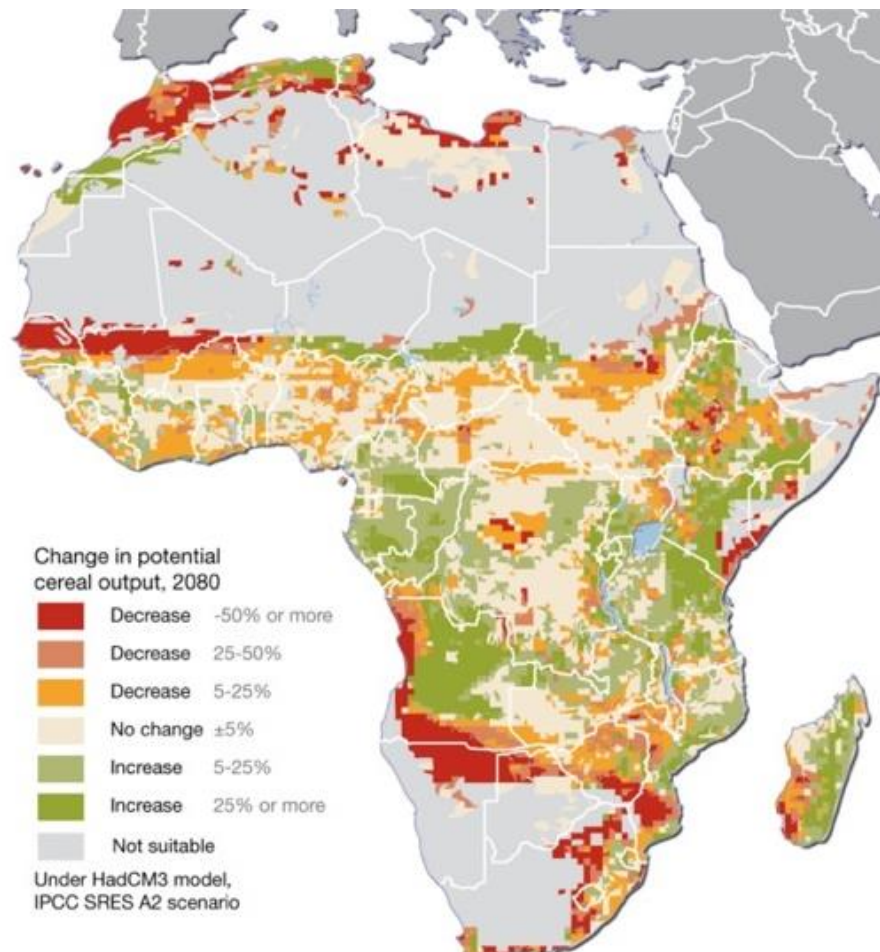 Change in potential
cereal output, 2080
Decrease -50% or more
Decrease 25-50%
Decrease 5-25%
No change ±5%
Increase 5-25%
Increase 25% or more
Not suitable
Under HadCM3 model,
IPCC SRES A2 scenario